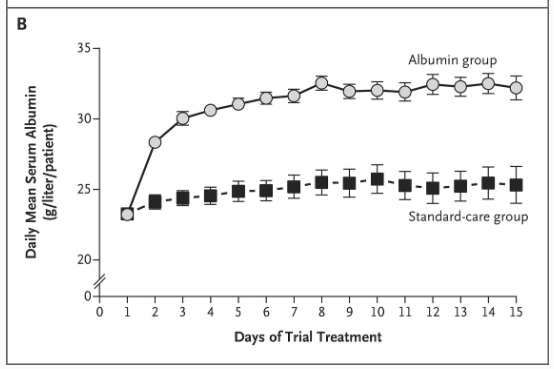 B
35
30
25
20
0
Daily Mean Serum Albumin
(g/liter/patient)
Albumin group
Standard-care group
0 1 2 3 4 5 6 7 8 9 10 11 12 13 14 15
Days of Trial Treatment